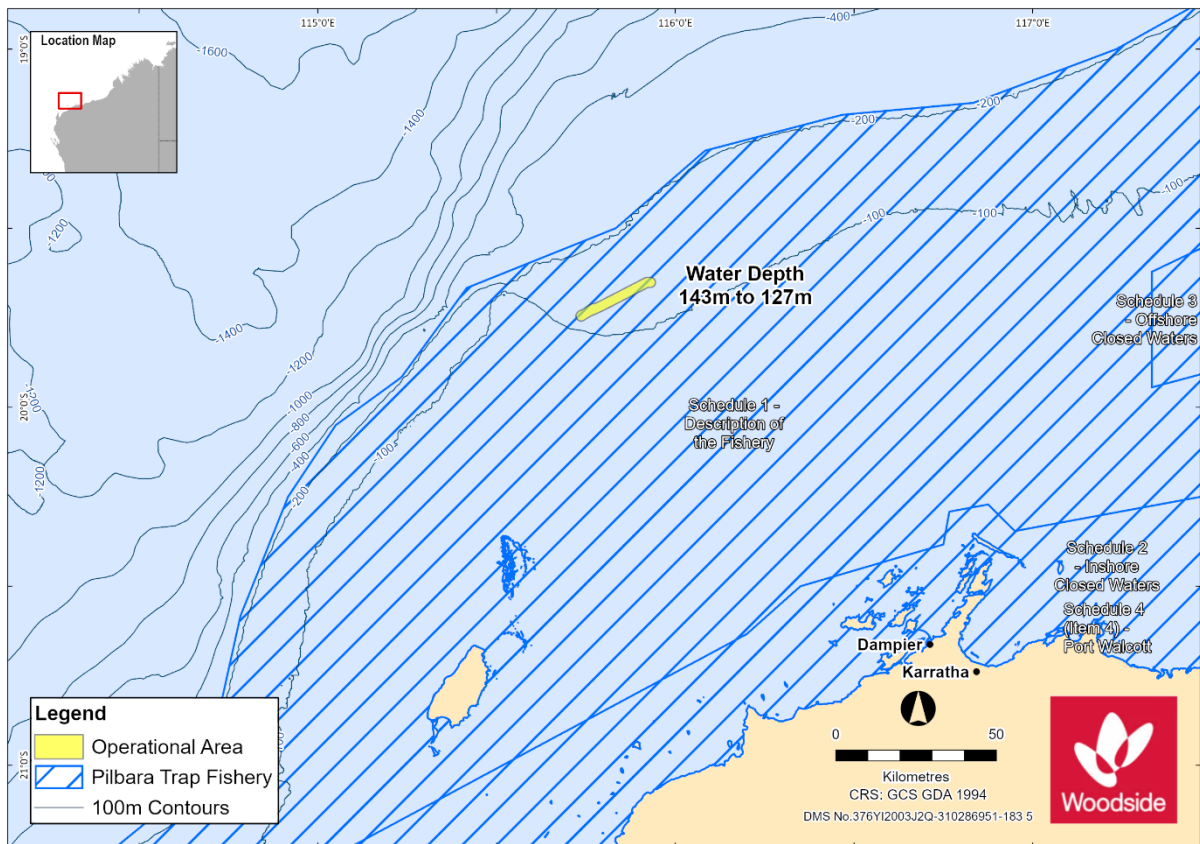 Location Map
115°0'E
116°0'E
117°0'E
19°0'S
20°0'S
21°0'S
-1600
-400
-1400
-200
-200
-100
-100
-100
-1200
-1400
-1200
-1200
-1200
-1000
-800
-600
-400
-200
-100
Water Depth
143m to 127m
Schedule 3
- Offshore
Closed Waters
Schedule 1 -
Description of
the Fishery
Schedule 2
- Inshore
Closed Waters
Schedule 4
(Item 4) -
Port Walcott
Dampier
Karratha
Legend
Operational Area
Pilbara Trap Fishery
100m Contours
0
50
Kilometres
CRS: GCS GDA 1994
DMS No.376YI2003J2Q-310286951-183 5
Woodside